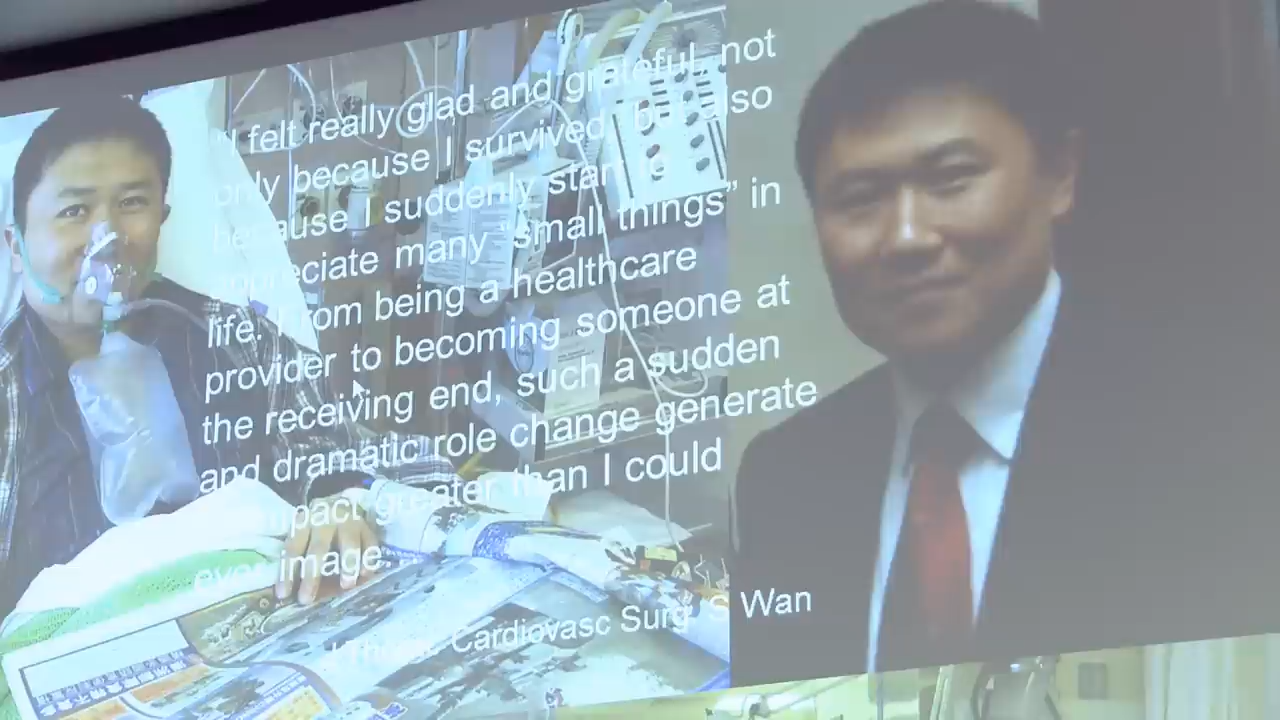 "I felt really glad and grateful, not
only because I survived, but also
because I suddenly start to
appreciate many "small things" in
life. From being a healthcare
provider to becoming someone at
the receiving end, such a sudden
and dramatic role change generate
impact greater than I could
ever image...
J Thorac Cardiovasc Surg. S Wan